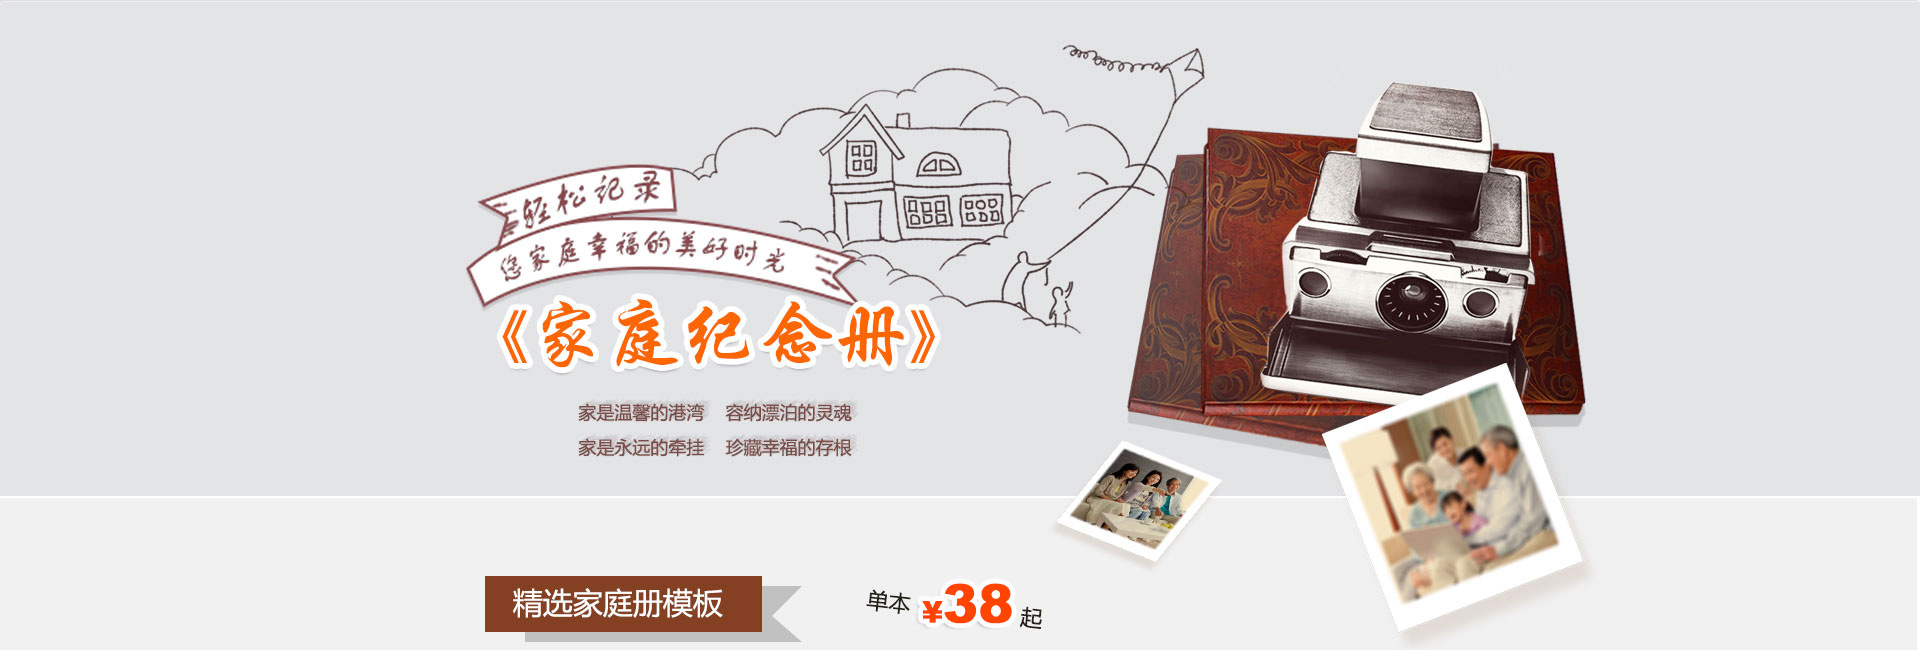 轻松记录
您家庭幸福的美好时光
《家庭纪念册》
家是温馨的港湾 容纳漂泊的灵魂
家是永远的牵挂 珍藏幸福的存根
精选家庭册模板
单本 ¥38 起